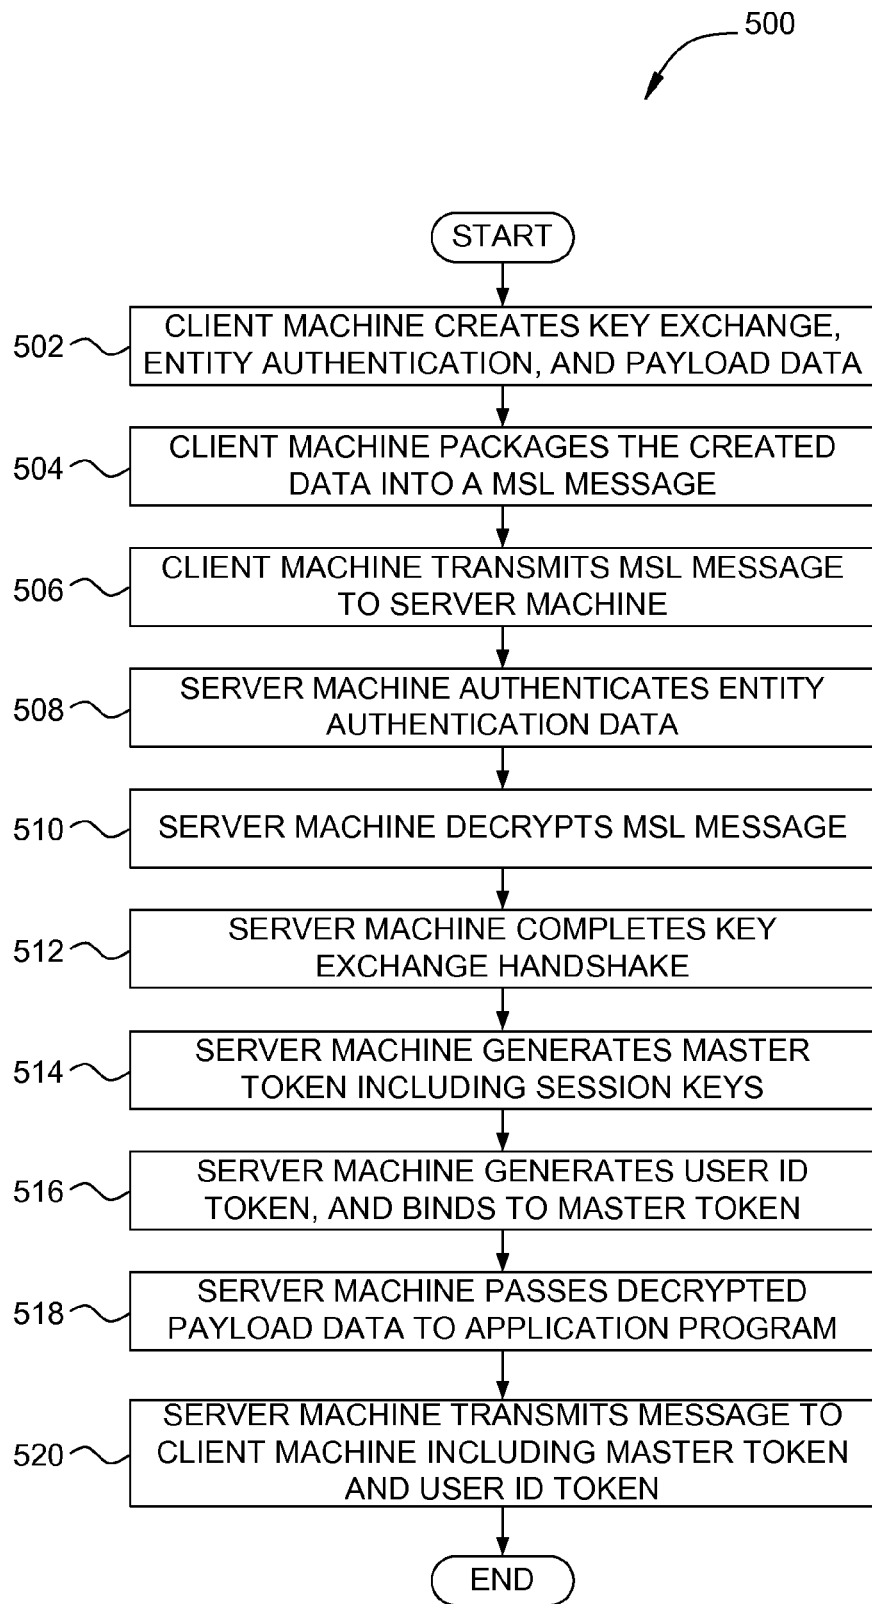 500
START
502
CLIENT MACHINE CREATES KEY EXCHANGE,
ENTITY AUTHENTICATION, AND PAYLOAD DATA
504
CLIENT MACHINE PACKAGES THE CREATED
DATA INTO A MSL MESSAGE
506
CLIENT MACHINE TRANSMITS MSL MESSAGE
TO SERVER MACHINE
508
SERVER MACHINE AUTHENTICATES ENTITY
AUTHENTICATION DATA
510
SERVER MACHINE DECRYPTS MSL MESSAGE
512
SERVER MACHINE COMPLETES KEY
EXCHANGE HANDSHAKE
514
SERVER MACHINE GENERATES MASTER
TOKEN INCLUDING SESSION KEYS
516
SERVER MACHINE GENERATES USER ID
TOKEN, AND BINDS TO MASTER TOKEN
518
SERVER MACHINE PASSES DECRYPTED
PAYLOAD DATA TO APPLICATION PROGRAM
520
SERVER MACHINE TRANSMITS MESSAGE TO
CLIENT MACHINE INCLUDING MASTER TOKEN
AND USER ID TOKEN
END